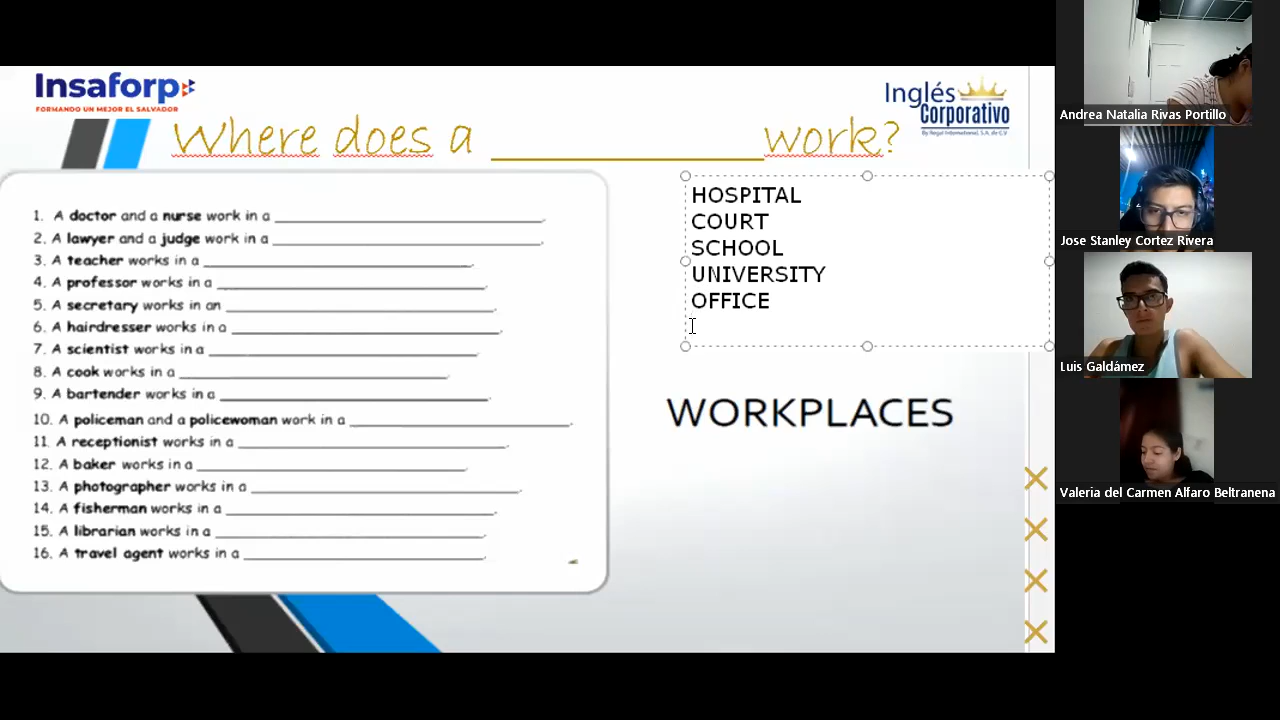 Insaforp
FORMANDO UN MEJOR EL SALVADOR
Inglés
Corporativo
By Regal International, S.A. de C.V.
Where does a ______________ work?
1. A doctor and a nurse work in a ______________.
2. A lawyer and a judge work in a ______________.
3. A teacher works in a ______________.
4. A professor works in a ______________.
5. A secretary works in an ______________.
6. A hairdresser works in a ______________.
7. A scientist works in a ______________.
8. A cook works in a ______________.
9. A bartender works in a ______________.
10. A policeman and a policewoman work in a ______________.
11. A receptionist works in a ______________.
12. A baker works in a ______________.
13. A photographer works in a ______________.
14. A fisherman works in a ______________.
15. A librarian works in a ______________.
16. A travel agent works in a ______________.
HOSPITAL
COURT
SCHOOL
UNIVERSITY
OFFICE
WORKPLACES
Andrea Natalia Rivas Portillo
Jose Stanley Cortez Rivera
Luis Galdámez
Valeria del Carmen Alfaro Beltranena